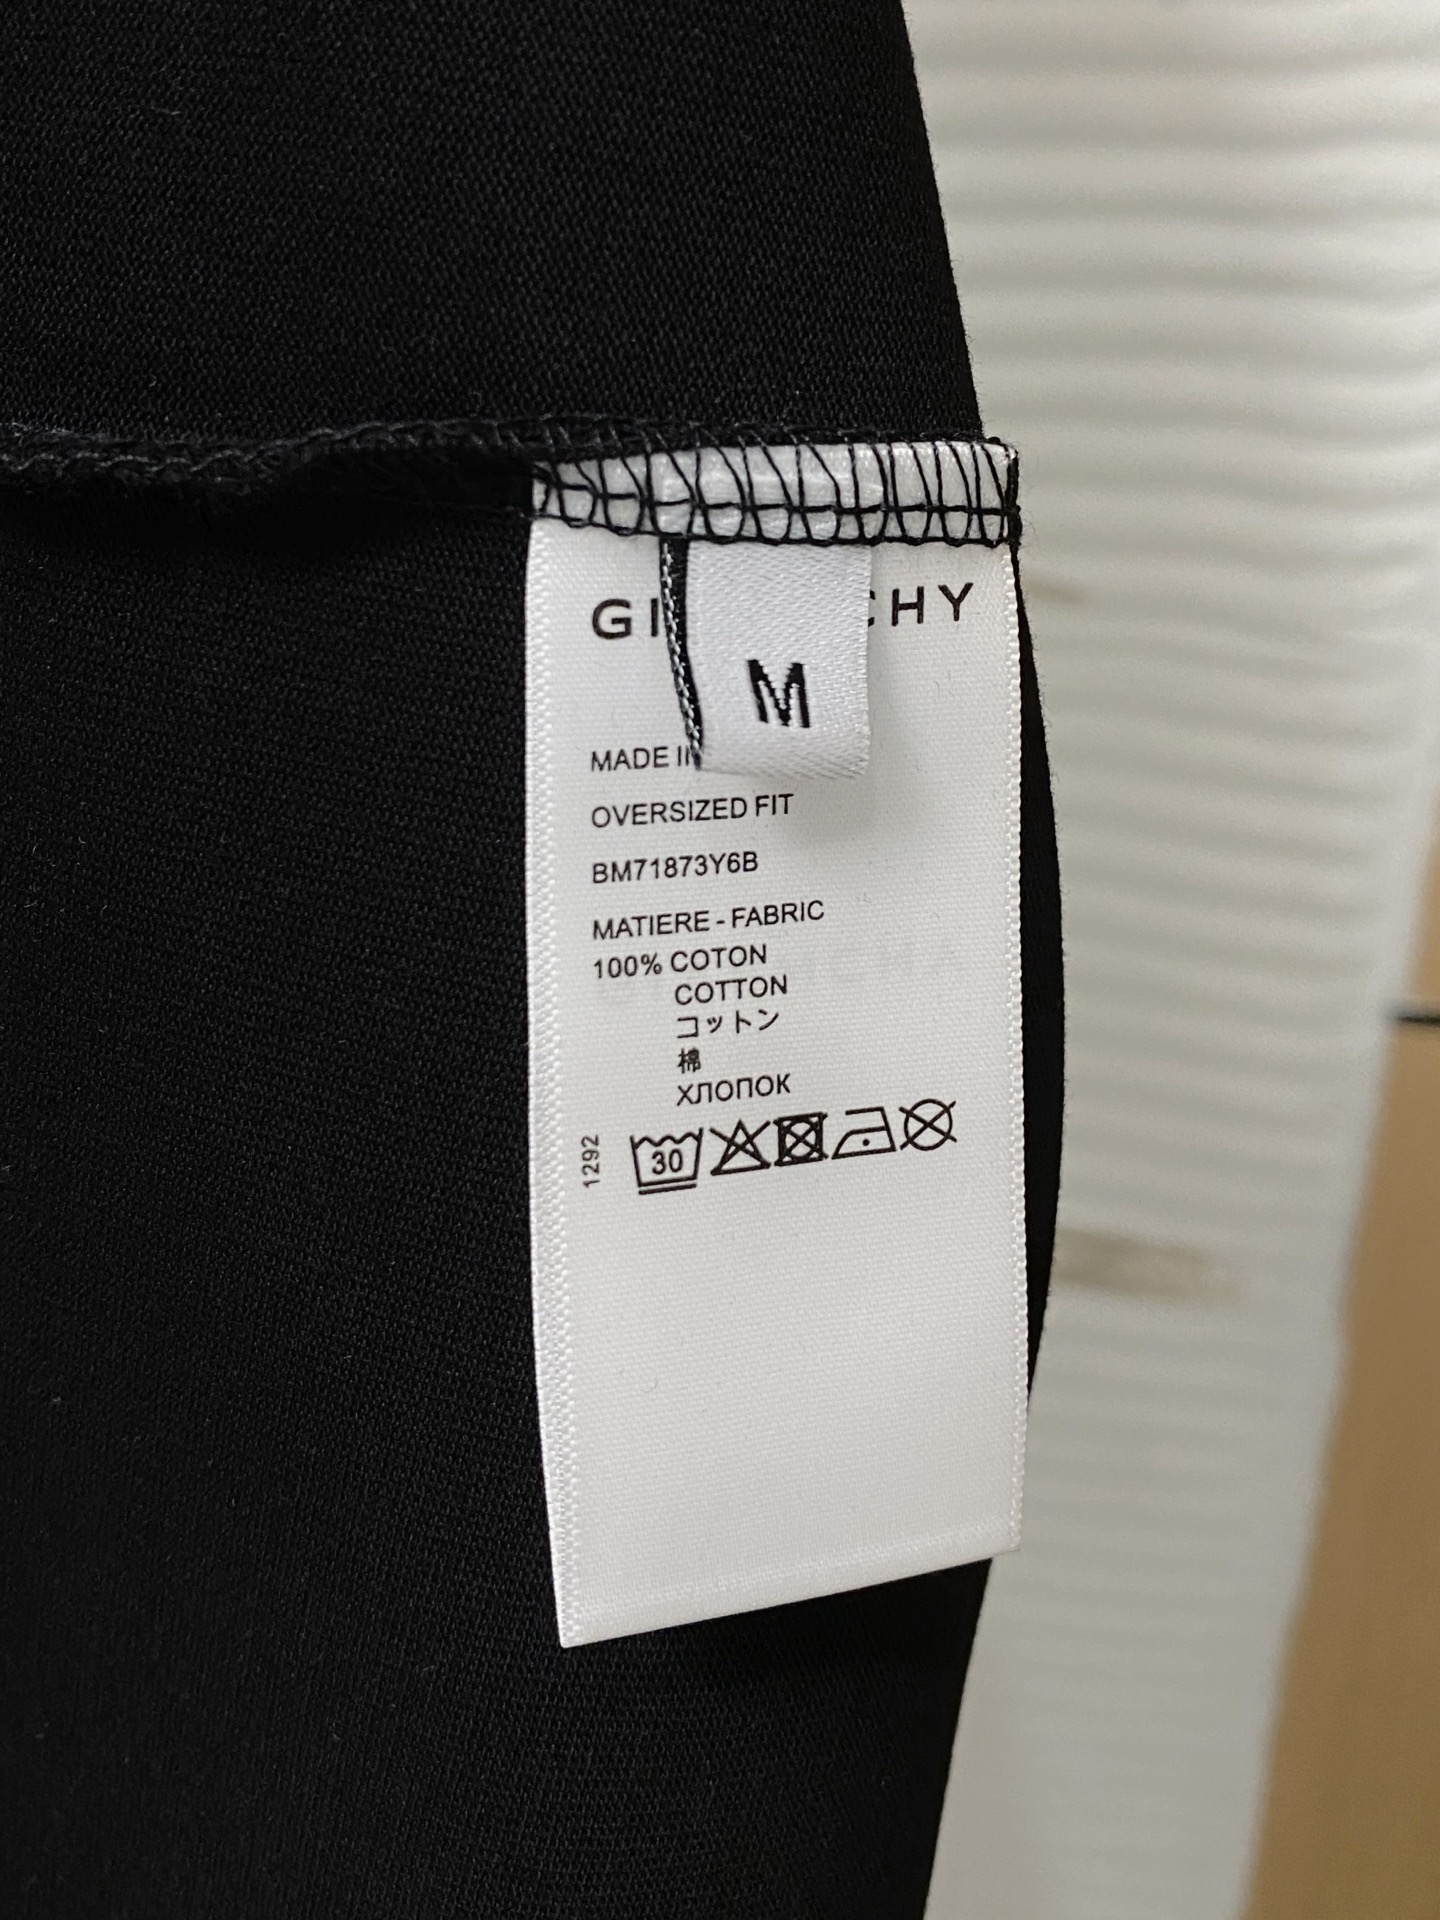 GI CHY
M
MADE IN
OVERSIZED FIT
BM71873Y6B
MATIERE - FABRIC
100% COTON
COTTON
コットン
棉
ХЛОПОК
1292
30